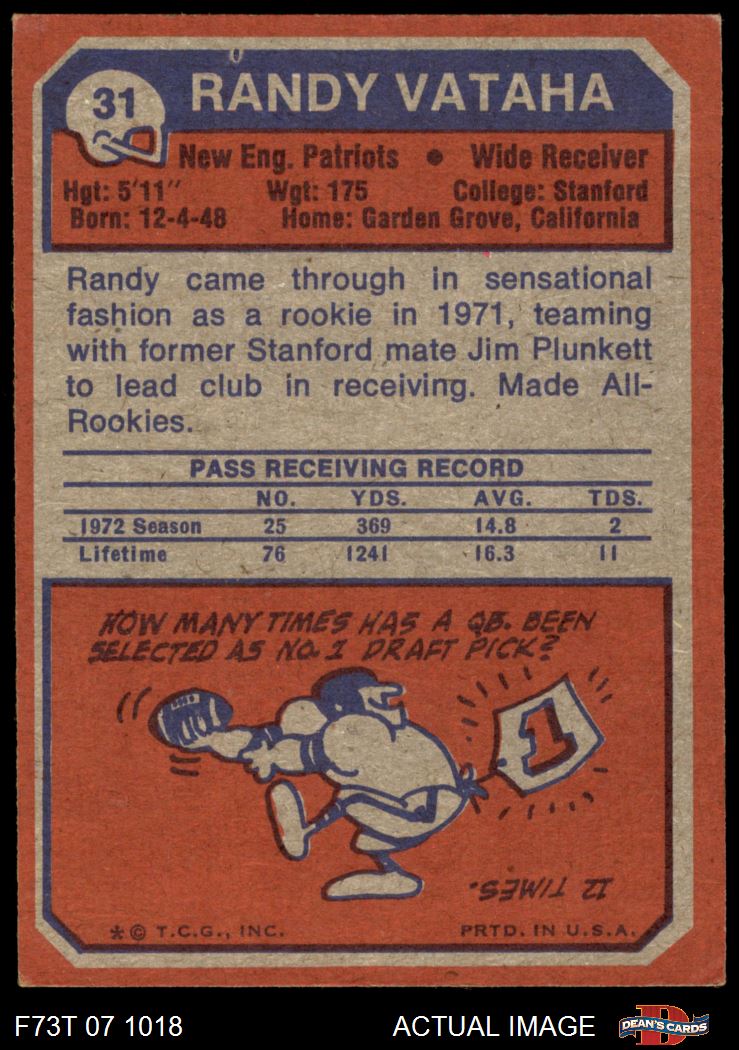 31
RANDY VATAHA
New Eng. Patriots • Wide Receiver
Hgt: 5'11" Wgt: 175 College: Stanford
Born: 12-4-48 Home: Garden Grove, California
Randy came through in sensational
fashion as a rookie in 1971, teaming
with former Stanford mate Jim Plunkett
to lead club in receiving. Made All-
Rookies.
PASS RECEIVING RECORD
NO. YDS. AVG. TDS.
1972 Season 25 369 14.8 2
Lifetime 76 1241 16.3 11
HOW MANY TIMES HAS A QB. BEEN
SELECTED AS NO. 1 DRAFT PICK?
1
12 TIMES.
* © T.C.G., INC. PRTD. IN U.S.A.
F73T 07 1018 ACTUAL IMAGE D DEAN'S CARDS